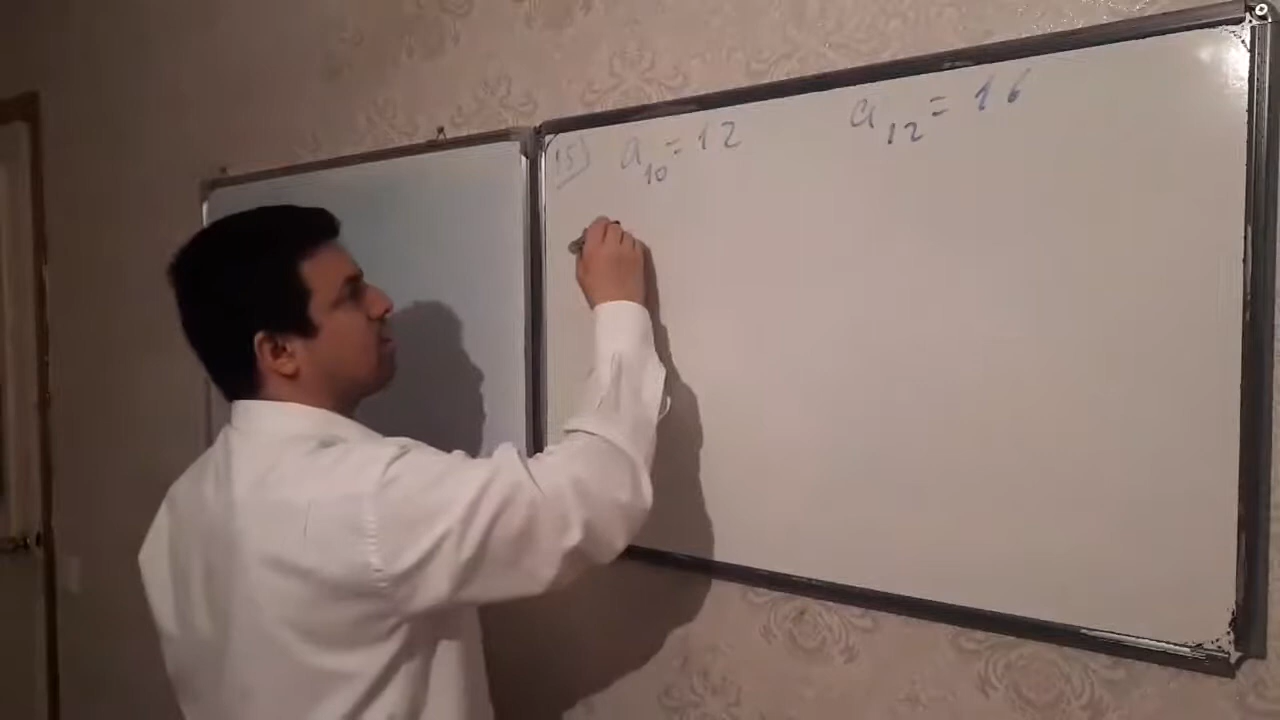 15) a₁₀ = 12 a₁₂ = 16